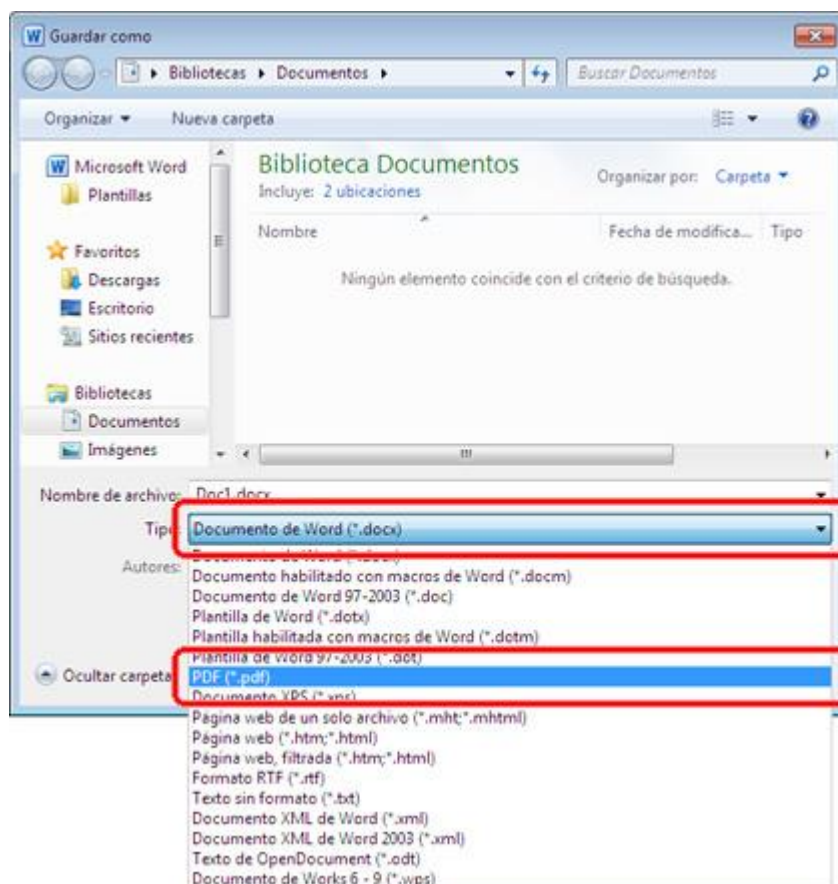 Guardar como
Bibliotecas Documentos
Buscar Documentos
Organizar
Nueva carpeta
Microsoft Word
Plantillas
Favoritos
Descargas
Escritorio
Sitios recientes
Bibliotecas
Documentos
Imágenes
Biblioteca Documentos
Incluye: 2 ubicaciones
Organizar por: Carpeta
Nombre
Fecha de modifica...
Tipo
Ningún elemento coincide con el criterio de búsqueda.
Nombre de archivo: Doc1.docx
Tipo: Documento de Word (*.docx)
Autores:
Documento de Word (*.docx)
Documento habilitado con macros de Word (*.docm)
Documento de Word 97-2003 (*.doc)
Plantilla de Word (*.dotx)
Plantilla habilitada con macros de Word (*.dotm)
Plantilla de Word 97-2003 (*.dot)
Ocultar carpeta
PDF (*.pdf)
Documento XPS (*.xps)
Página web de un solo archivo (*.mht;*.mhtml)
Página web (*.htm;*.html)
Página web, filtrada (*.htm;*.html)
Formato RTF (*.rtf)
Texto sin formato (*.txt)
Documento XML de Word (*.xml)
Documento XML de Word 2003 (*.xml)
Texto de OpenDocument (*.odt)
Documento de Works 6 - 9 (*.wps)